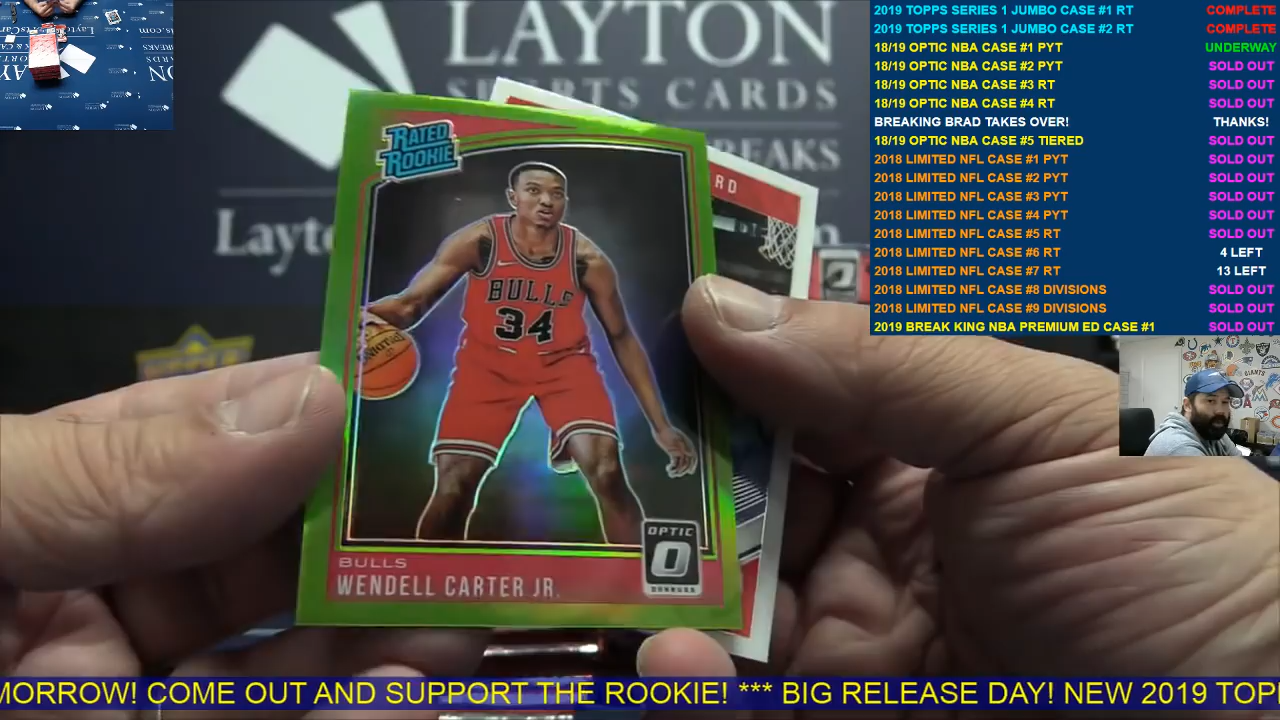 LAYTON
SPORTS CARDS
BREAKS
Layto
RATED
ROOKIE
RD
BULLS
34
OPTIC
O
DONRUSS
BULLS
WENDELL CARTER JR.
2019 TOPPS SERIES 1 JUMBO CASE #1 RT COMPLETE
2019 TOPPS SERIES 1 JUMBO CASE #2 RT COMPLETE
18/19 OPTIC NBA CASE #1 PYT UNDERWAY
18/19 OPTIC NBA CASE #2 PYT SOLD OUT
18/19 OPTIC NBA CASE #3 RT SOLD OUT
18/19 OPTIC NBA CASE #4 RT SOLD OUT
BREAKING BRAD TAKES OVER! THANKS!
18/19 OPTIC NBA CASE #5 TIERED SOLD OUT
2018 LIMITED NFL CASE #1 PYT SOLD OUT
2018 LIMITED NFL CASE #2 PYT SOLD OUT
2018 LIMITED NFL CASE #3 PYT SOLD OUT
2018 LIMITED NFL CASE #4 PYT SOLD OUT
2018 LIMITED NFL CASE #5 RT SOLD OUT
2018 LIMITED NFL CASE #6 RT 4 LEFT
2018 LIMITED NFL CASE #7 RT 13 LEFT
2018 LIMITED NFL CASE #8 DIVISIONS SOLD OUT
2018 LIMITED NFL CASE #9 DIVISIONS SOLD OUT
2019 BREAK KING NBA PREMIUM ED CASE #1 SOLD OUT
MORROW! COME OUT AND SUPPORT THE ROOKIE! *** BIG RELEASE DAY! NEW 2019 TOP